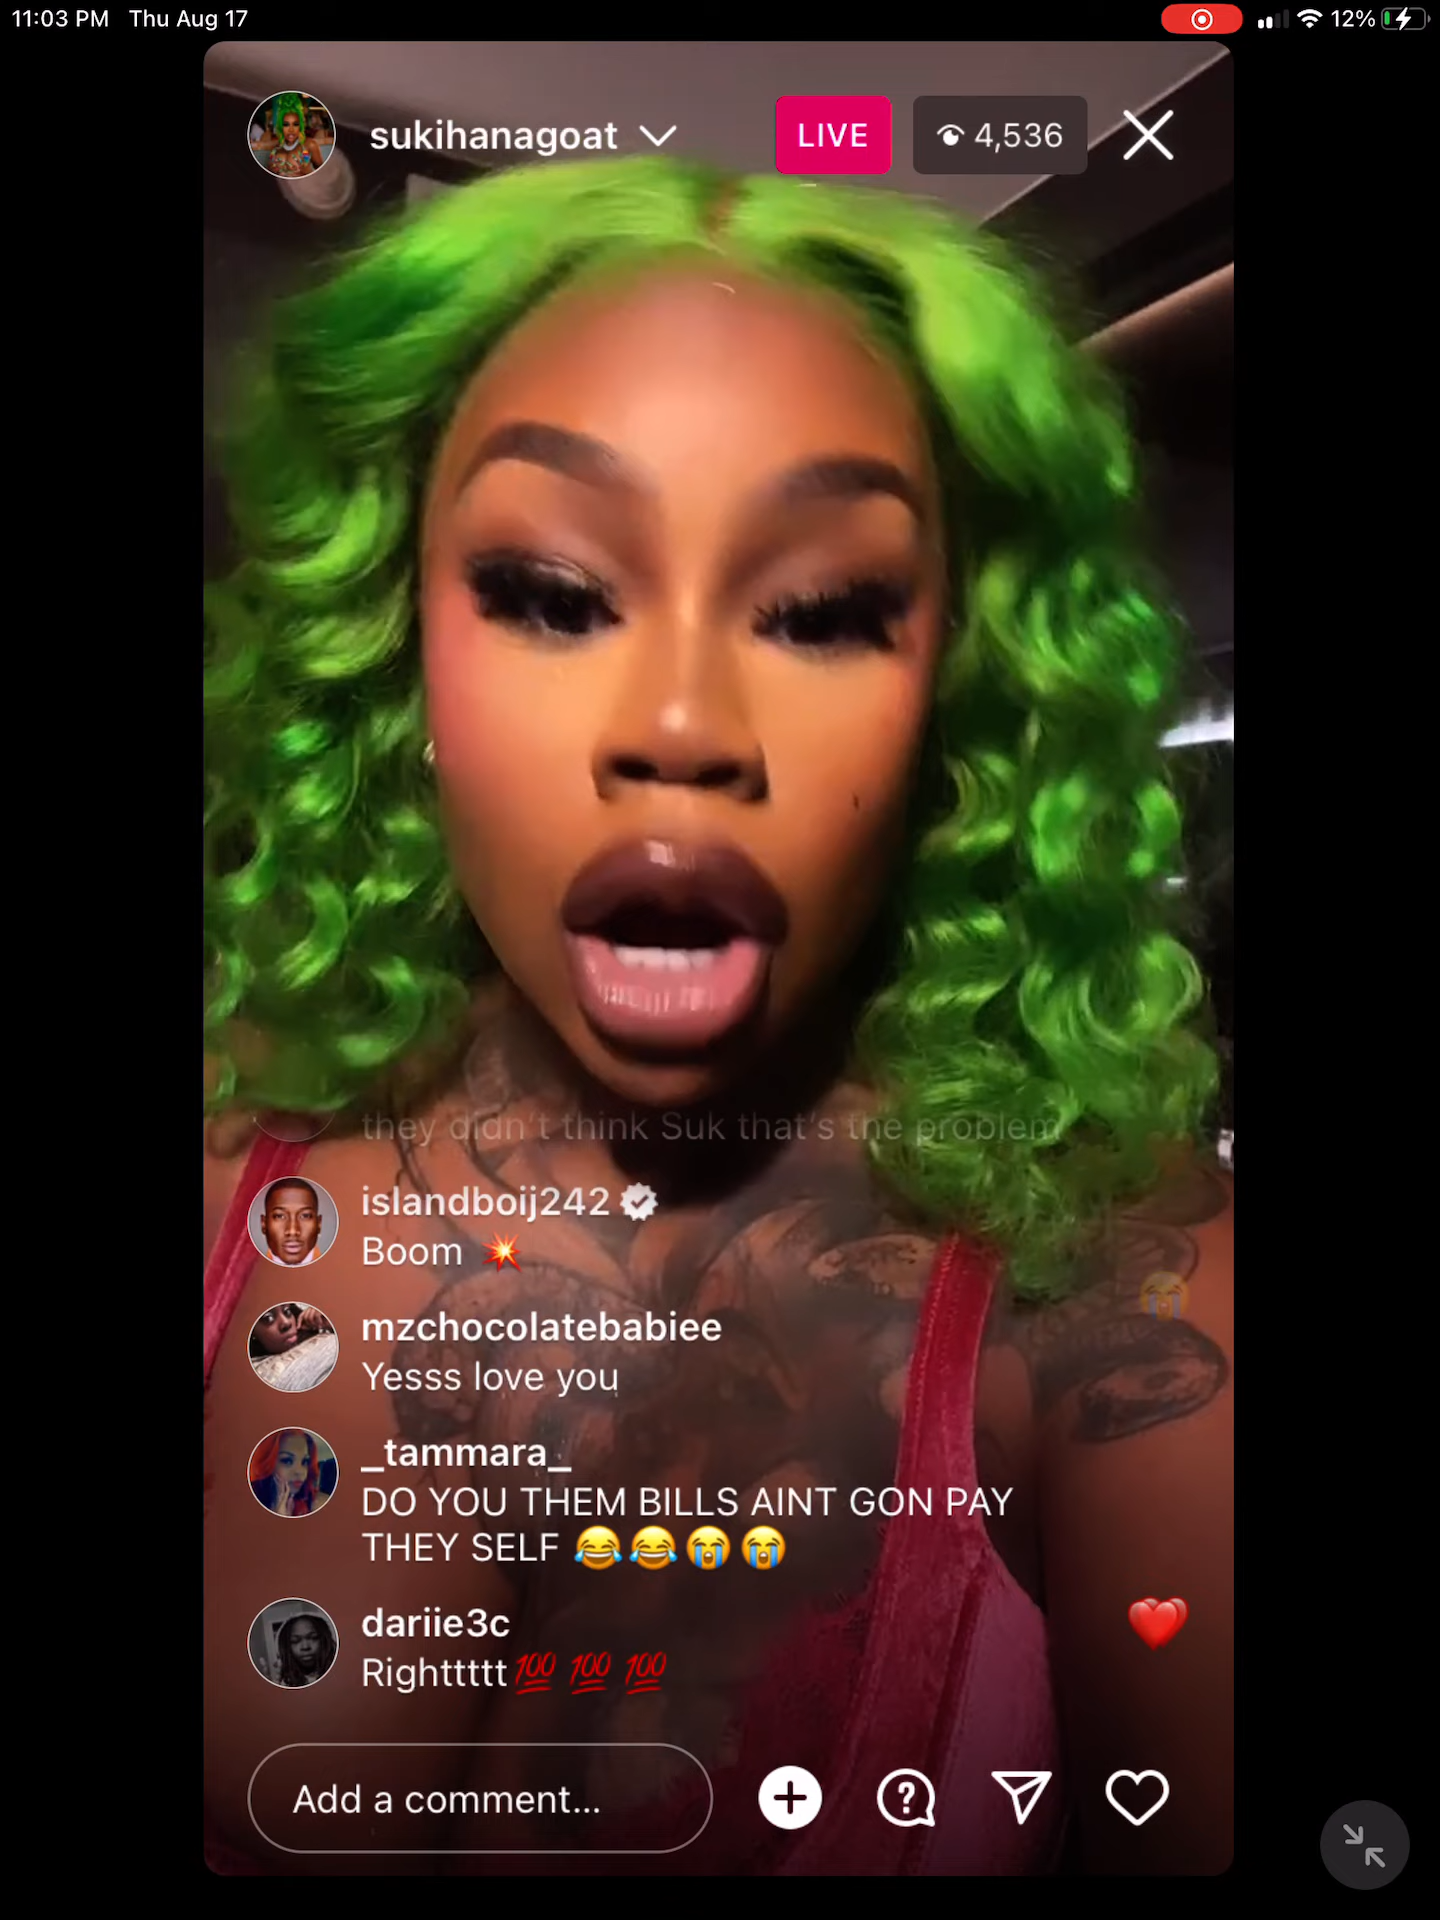 11:03 PM Thu Aug 17
12%
sukihanagoat
LIVE
4,536
they didn't think Suk that's the problem
islandboij242
Boom 💥
mzchocolatebabiee
Yesss love you
_tammara_
DO YOU THEM BILLS AINT GON PAY
THEY SELF 😂😂😭😭
dariie3c
Rightttt💯 💯 💯
Add a comment...